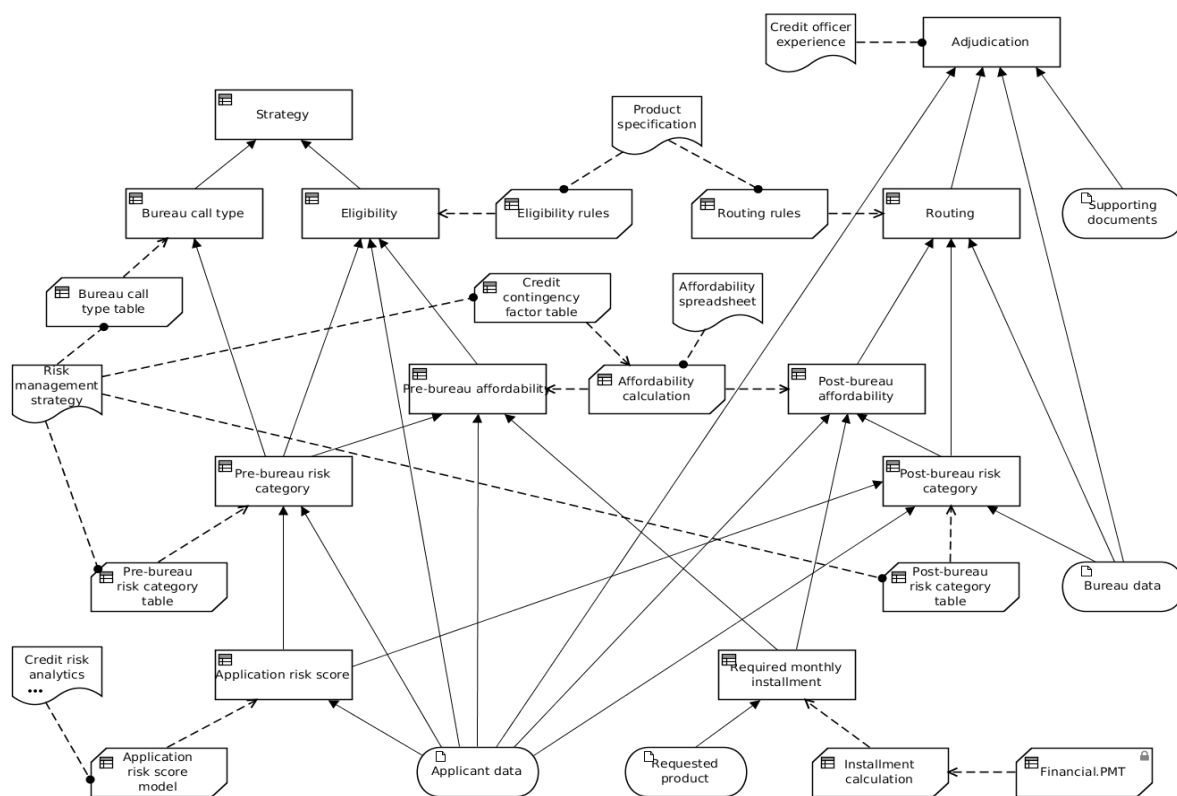 Credit officer
experience
Adjudication
Strategy
Product
specification
Bureau call type
Eligibility
Eligibility rules
Routing rules
Routing
Supporting
documents
Bureau call
type table
Credit
contingency
factor table
Affordability
spreadsheet
Risk
management
strategy
Pre-bureau affordability
Affordability
calculation
Post-bureau
affordability
Pre-bureau risk
category
Post-bureau risk
category
Pre-bureau
risk category
table
Post-bureau
risk category
table
Bureau data
Credit risk
analytics
Application risk score
Required monthly
installment
Application
risk score
model
Applicant data
Requested
product
Installment
calculation
Financial.PMT